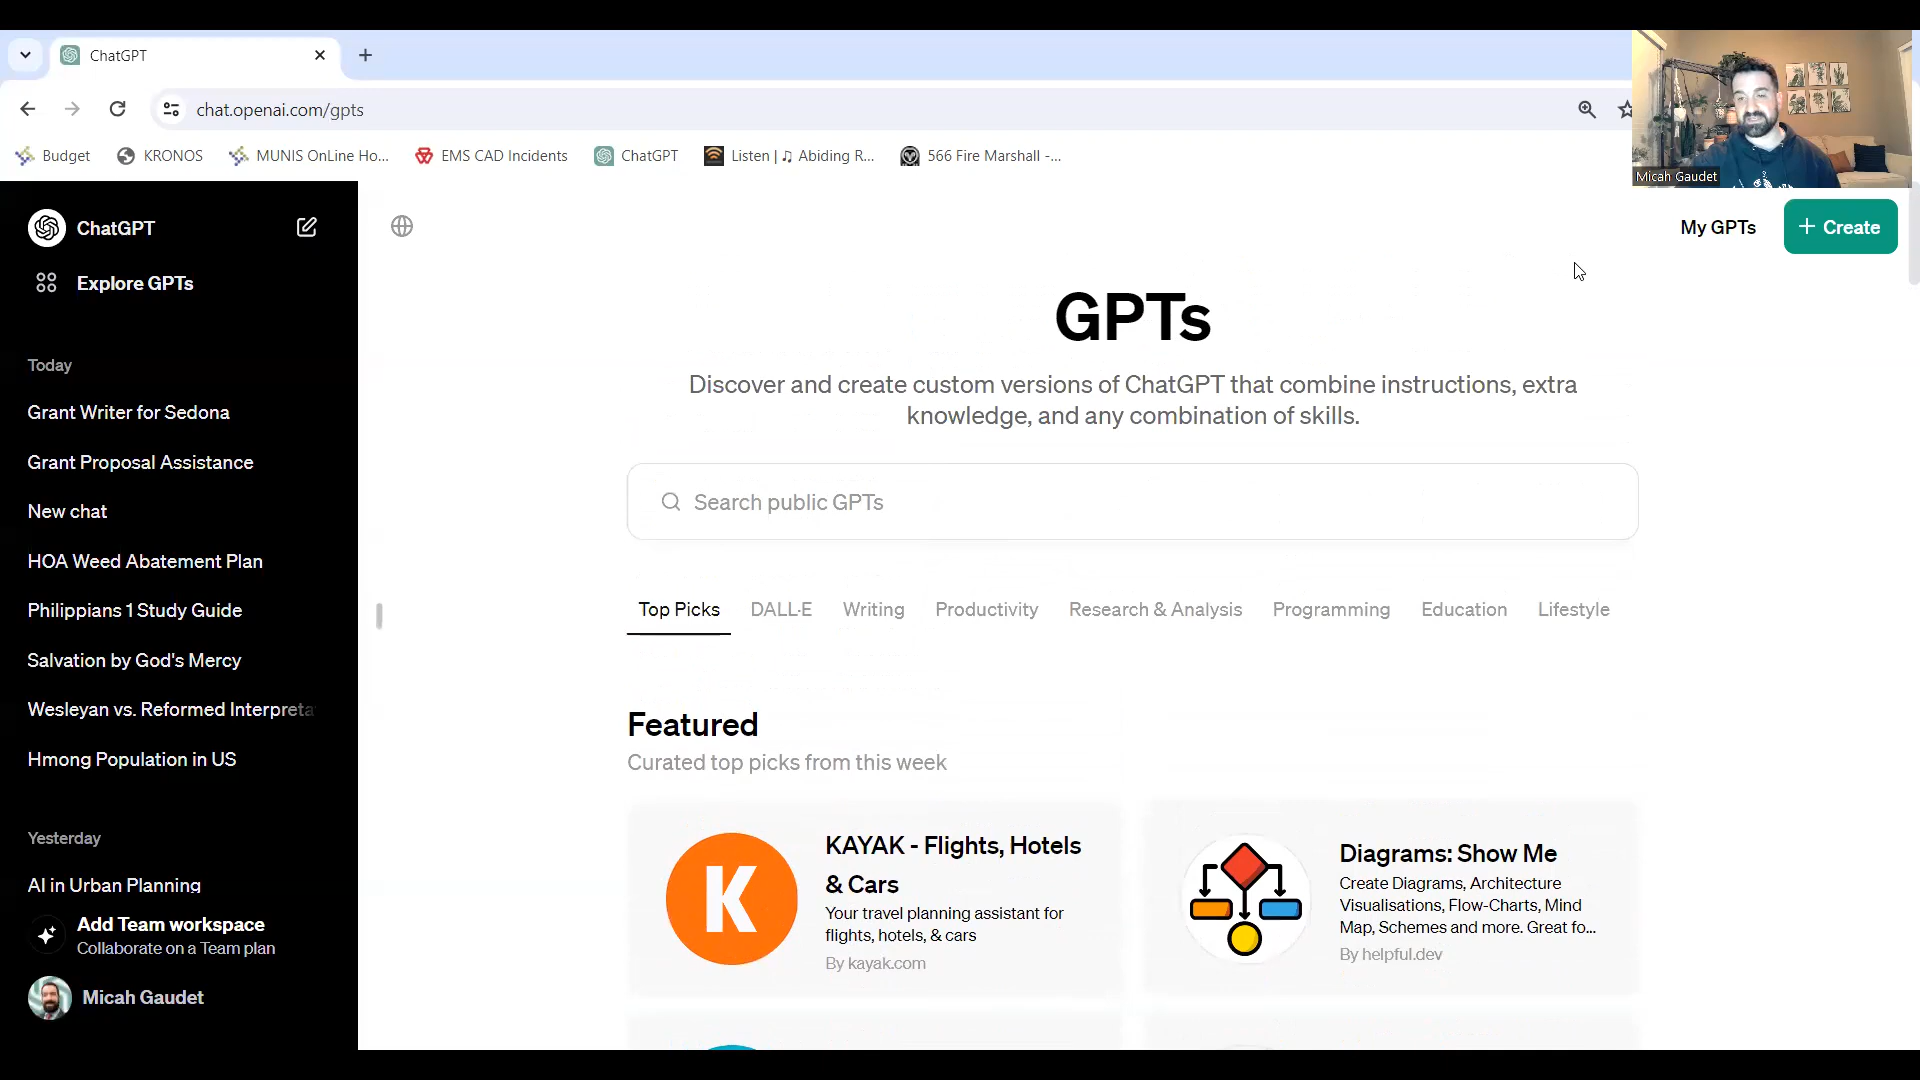 ChatGPT
chat.openai.com/gpts
Budget
KRONOS
MUNIS OnLine Ho...
EMS CAD Incidents
ChatGPT
Listen | ♫ Abiding R...
566 Fire Marshall -...
Micah Gaudet
ChatGPT
Explore GPTs
Today
Grant Writer for Sedona
Grant Proposal Assistance
New chat
HOA Weed Abatement Plan
Philippians 1 Study Guide
Salvation by God's Mercy
Wesleyan vs. Reformed Interpreta
Hmong Population in US
Yesterday
AI in Urban Planning
Add Team workspace
Collaborate on a Team plan
Micah Gaudet
My GPTs
+ Create
GPTs
Discover and create custom versions of ChatGPT that combine instructions, extra
knowledge, and any combination of skills.
Search public GPTs
Top Picks
DALL·E
Writing
Productivity
Research & Analysis
Programming
Education
Lifestyle
Featured
Curated top picks from this week
K
KAYAK - Flights, Hotels
& Cars
Your travel planning assistant for
flights, hotels, & cars
By kayak.com
Diagrams: Show Me
Create Diagrams, Architecture
Visualisations, Flow-Charts, Mind
Map, Schemes and more. Great fo...
By helpful.dev